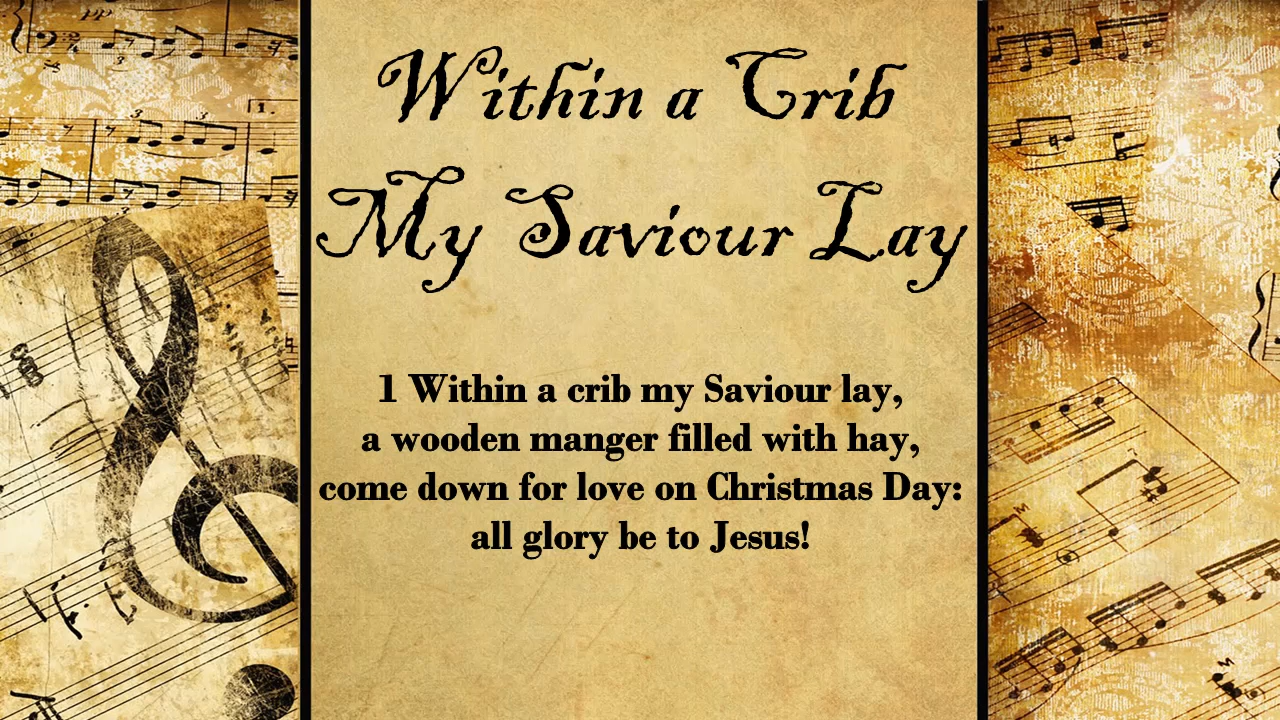 Within a Crib
My Saviour Lay
1 Within a crib my Saviour lay,
a wooden manger filled with hay,
come down for love on Christmas Day:
all glory be to Jesus!